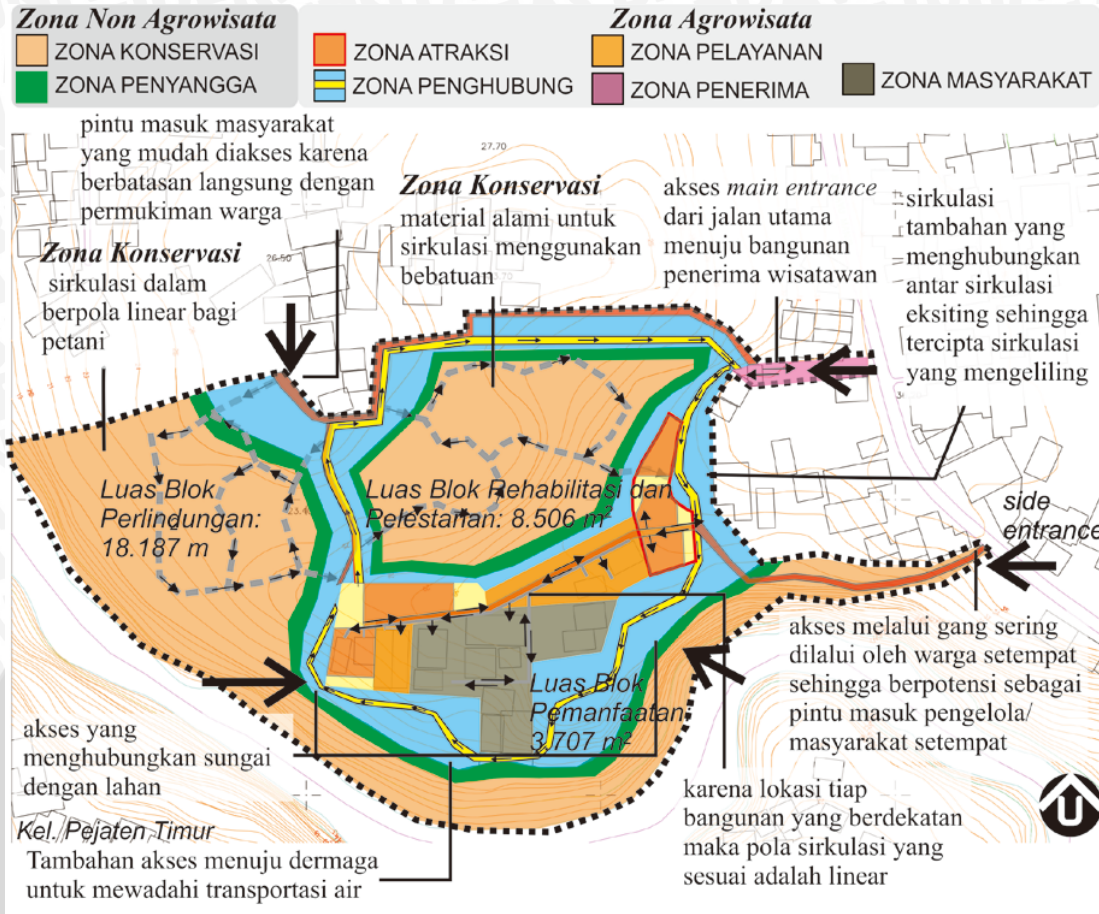 Zona Non Agrowisata
ZONA KONSERVASI
ZONA PENYANGGA
Zona Agrowisata
ZONA ATRAKSI
ZONA PENGHUBUNG
ZONA PELAYANAN
ZONA PENERIMA
ZONA MASYARAKAT
pintu masuk masyarakat
yang mudah diakses karena
berbatasan langsung dengan
permukiman warga
27.70
Zona Konservasi
material alami untuk
sirkulasi menggunakan
bebatuan
akses main entrance
dari jalan utama
menuju bangunan
penerima wisatawan
sirkulasi
tambahan yang
menghubungkan
antar sirkulasi
eksiting sehingga
tercipta sirkulasi
yang mengeliling
Zona Konservasi
26.50
sirkulasi dalam
berpola linear bagi
petani
Luas Blok
Perlindungan:
18.187 m
Luas Blok Rehabilitasi dan
Pelestarian: 8.506 m²
side
entrance
Luas Blok
Pemanfaatan:
3.707 m²
akses melalui gang sering
dilalui oleh warga setempat
sehingga berpotensi sebagai
pintu masuk pengelola/
masyarakat setempat
akses yang
menghubungkan sungai
dengan lahan
Kel. Pejaten Timur
Tambahan akses menuju dermaga
untuk mewadahi transportasi air
karena lokasi tiap
bangunan yang berdekatan
maka pola sirkulasi yang
sesuai adalah linear
U